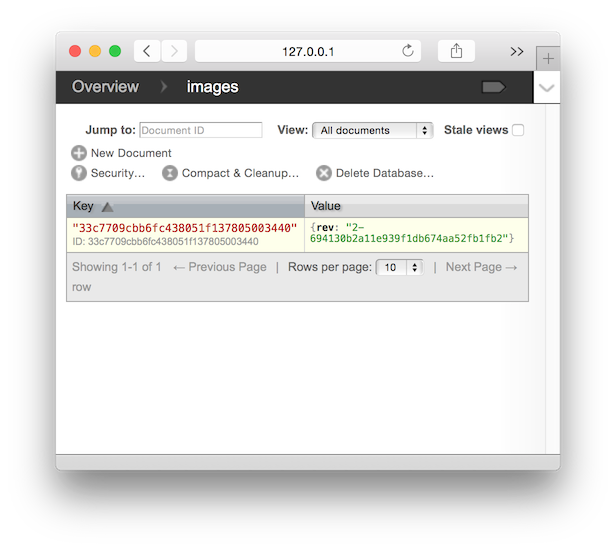 127.0.0.1
Overview images
Jump to: Document ID View: All documents Stale views
New Document
Security… Compact & Cleanup… Delete Database…
Key Value
"33c7709cbb6fc438051f137805003440" {rev: "2-
ID: 33c7709cbb6fc438051f137805003440 694130b2a11e939f1db674aa52fb1fb2"}
Showing 1-1 of 1 ← Previous Page | Rows per page: 10 | Next Page →
row